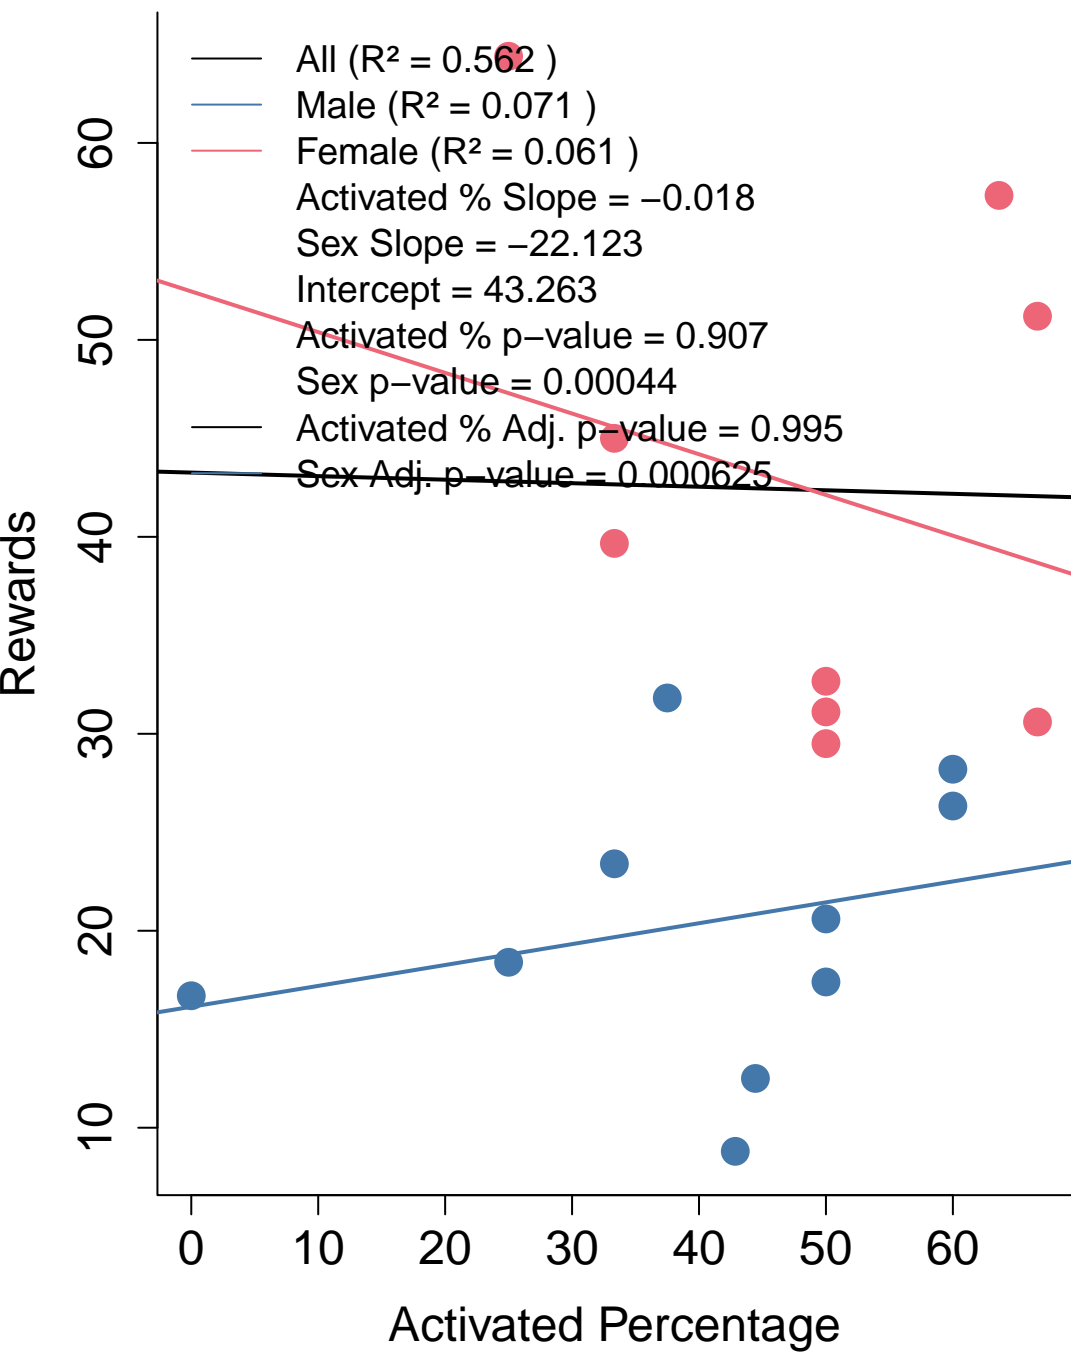 All (R² = 0.562 )
Male (R² = 0.071 )
Female (R² = 0.061 )
Activated % Slope = −0.018
Sex Slope = −22.123
Intercept = 43.263
Activated % p−value = 0.907
Sex p−value = 0.00044
Activated % Adj. p−value = 0.995
Sex Adj. p−value = 0.000625
60
50
40
30
20
10
Rewards
0 10 20 30 40 50 60
Activated Percentage